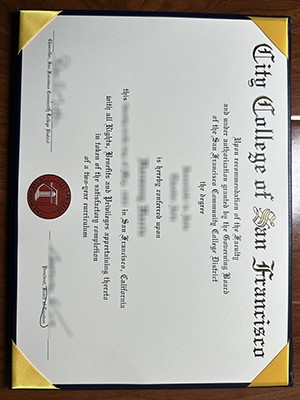 City College of San Francisco
Upon recommendation of the Faculty
and under authorization granted by the Governing Board
of the San Francisco Community College District
the degree
is hereby conferred upon
this in San Francisco, California
with all Rights, Benefits and Privileges appertaining thereto
in token of the satisfactory completion
of a two-year curriculum
Chancellor, San Francisco Community College District
President, Board of Trustees